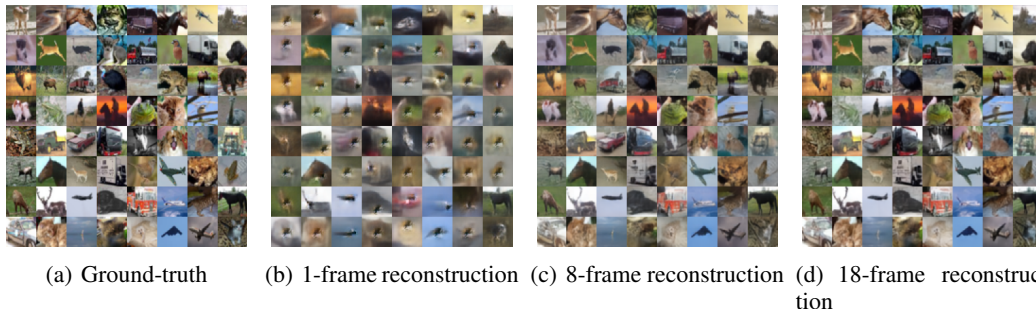 (a) Ground-truth
(b) 1-frame reconstruction
(c) 8-frame reconstruction
(d) 18-frame reconstruc
tion